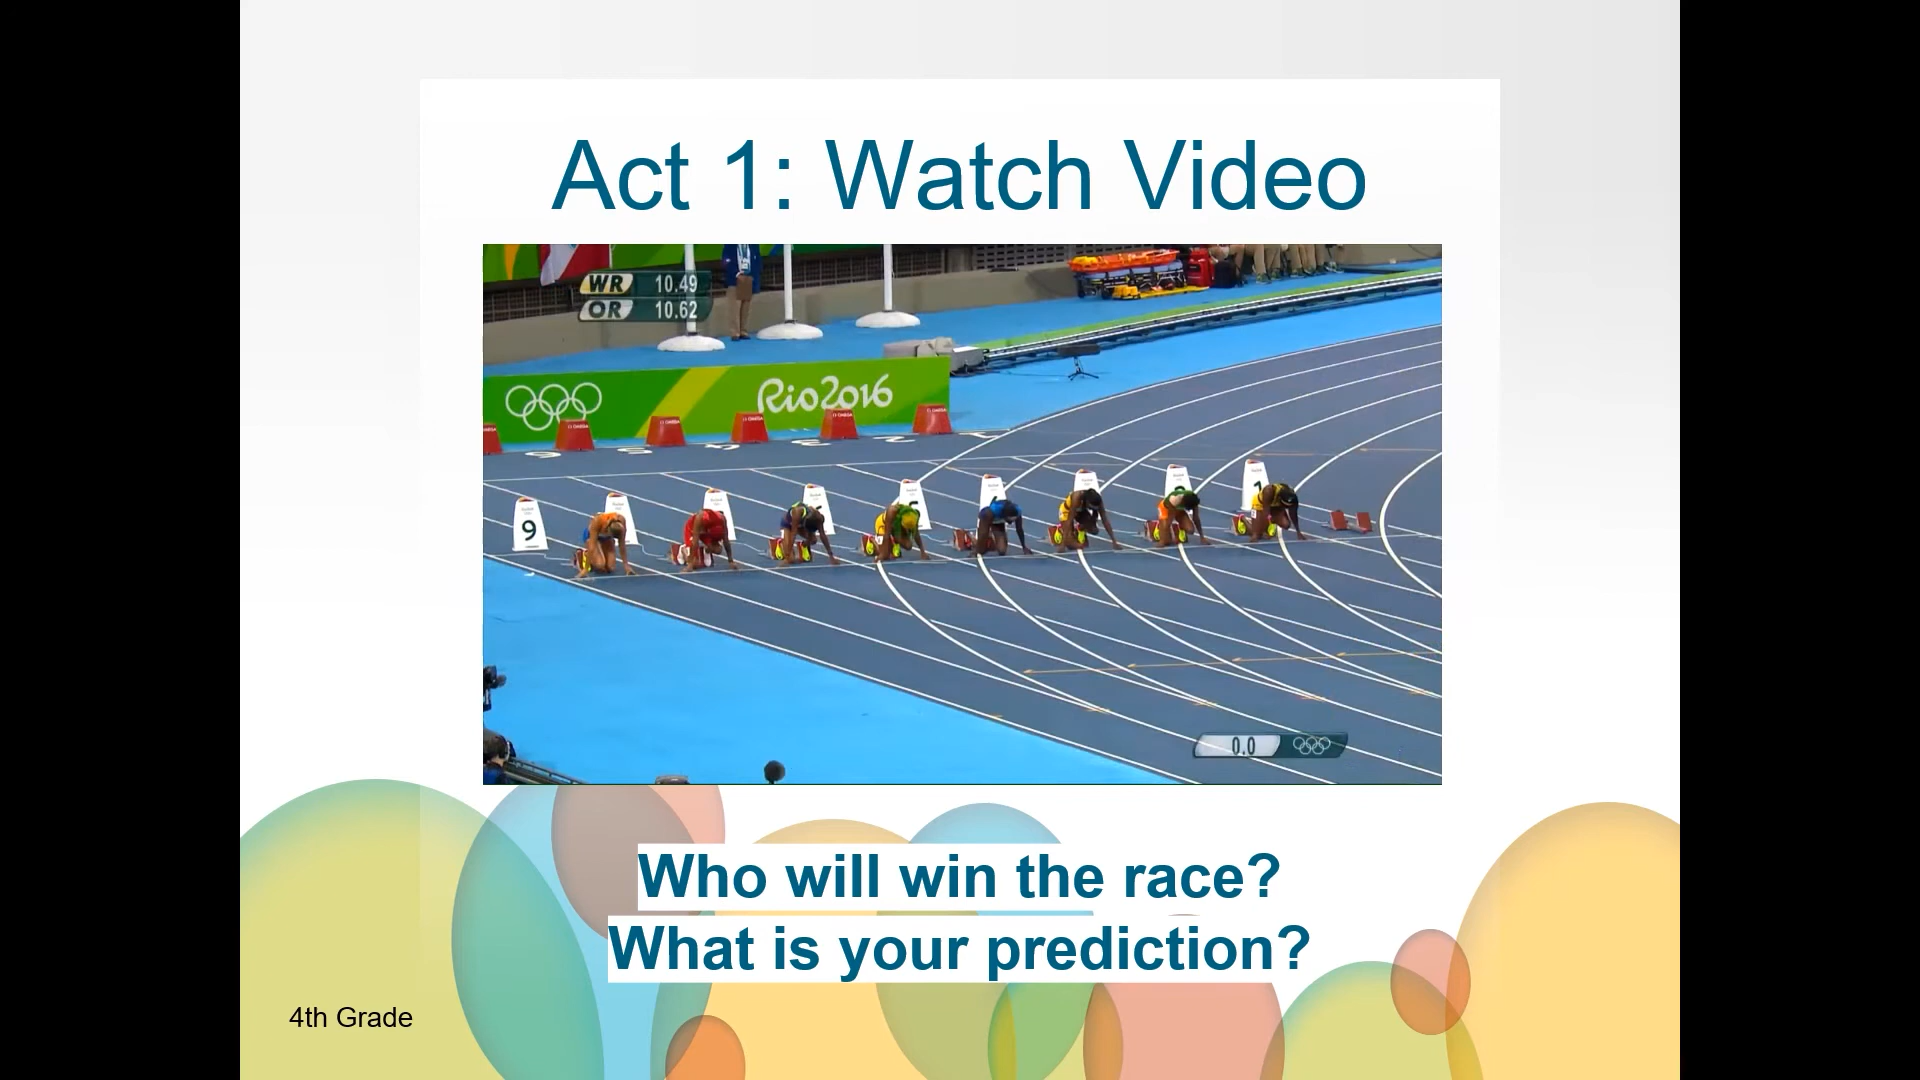 Act 1: Watch Video
WR 10.49
OR 10.62
Rio2016
9
1
0.0
Who will win the race?
What is your prediction?
4th Grade